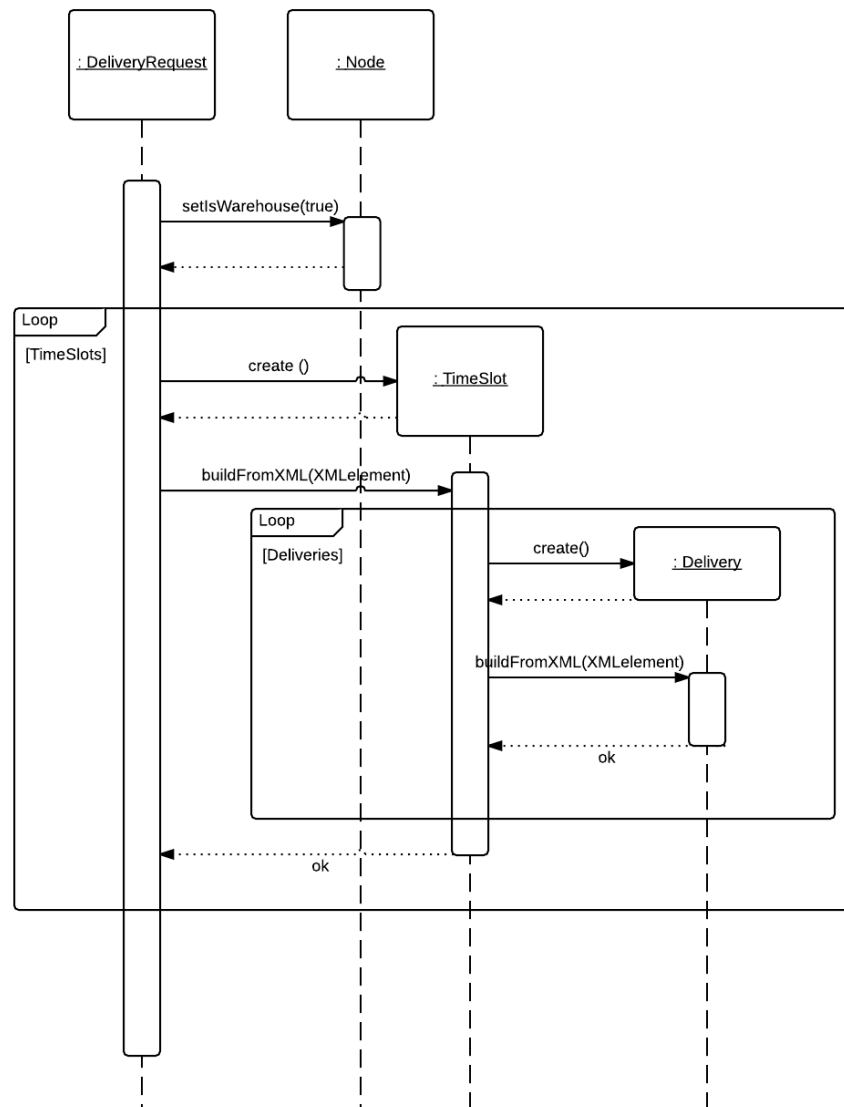 : DeliveryRequest
: Node
setIsWarehouse(true)
Loop
[TimeSlots]
create ()
: TimeSlot
buildFromXML(XMLelement)
Loop
[Deliveries]
create()
: Delivery
buildFromXML(XMLelement)
ok
ok